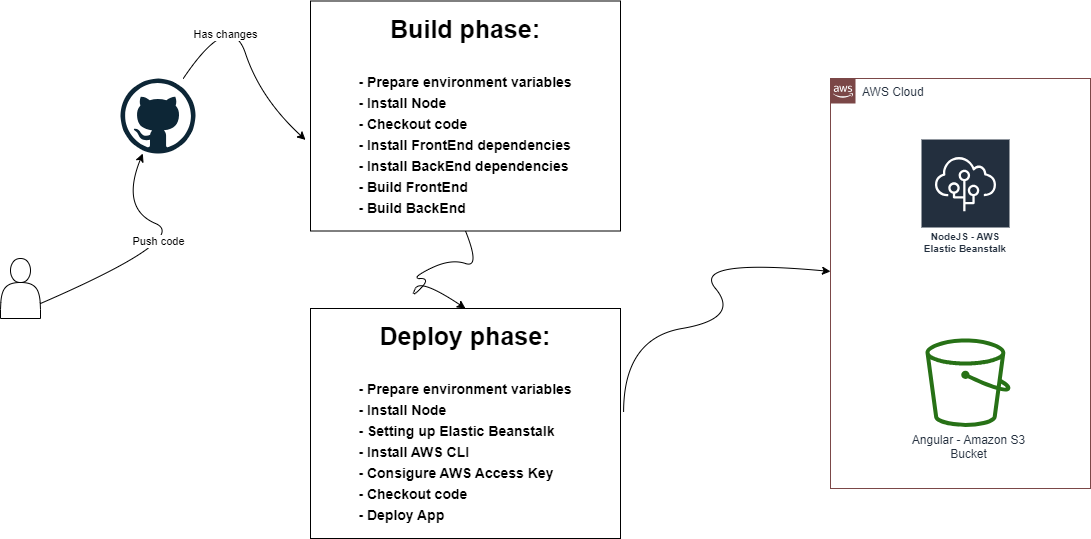 Build phase:
- Prepare environment variables
- Install Node
- Checkout code
- Install FrontEnd dependencies
- Install BackEnd dependencies
- Build FrontEnd
- Build BackEnd
Has changes
Push code
Deploy phase:
- Prepare environment variables
- Install Node
- Setting up Elastic Beanstalk
- Install AWS CLI
- Consigure AWS Access Key
- Checkout code
- Deploy App
aws
AWS Cloud
NodeJS - AWS
Elastic Beanstalk
Angular - Amazon S3
Bucket